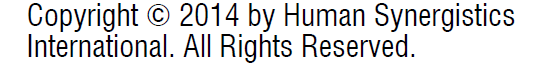 Copyright © 2014 by Human Synergistics
International. All Rights Reserved.